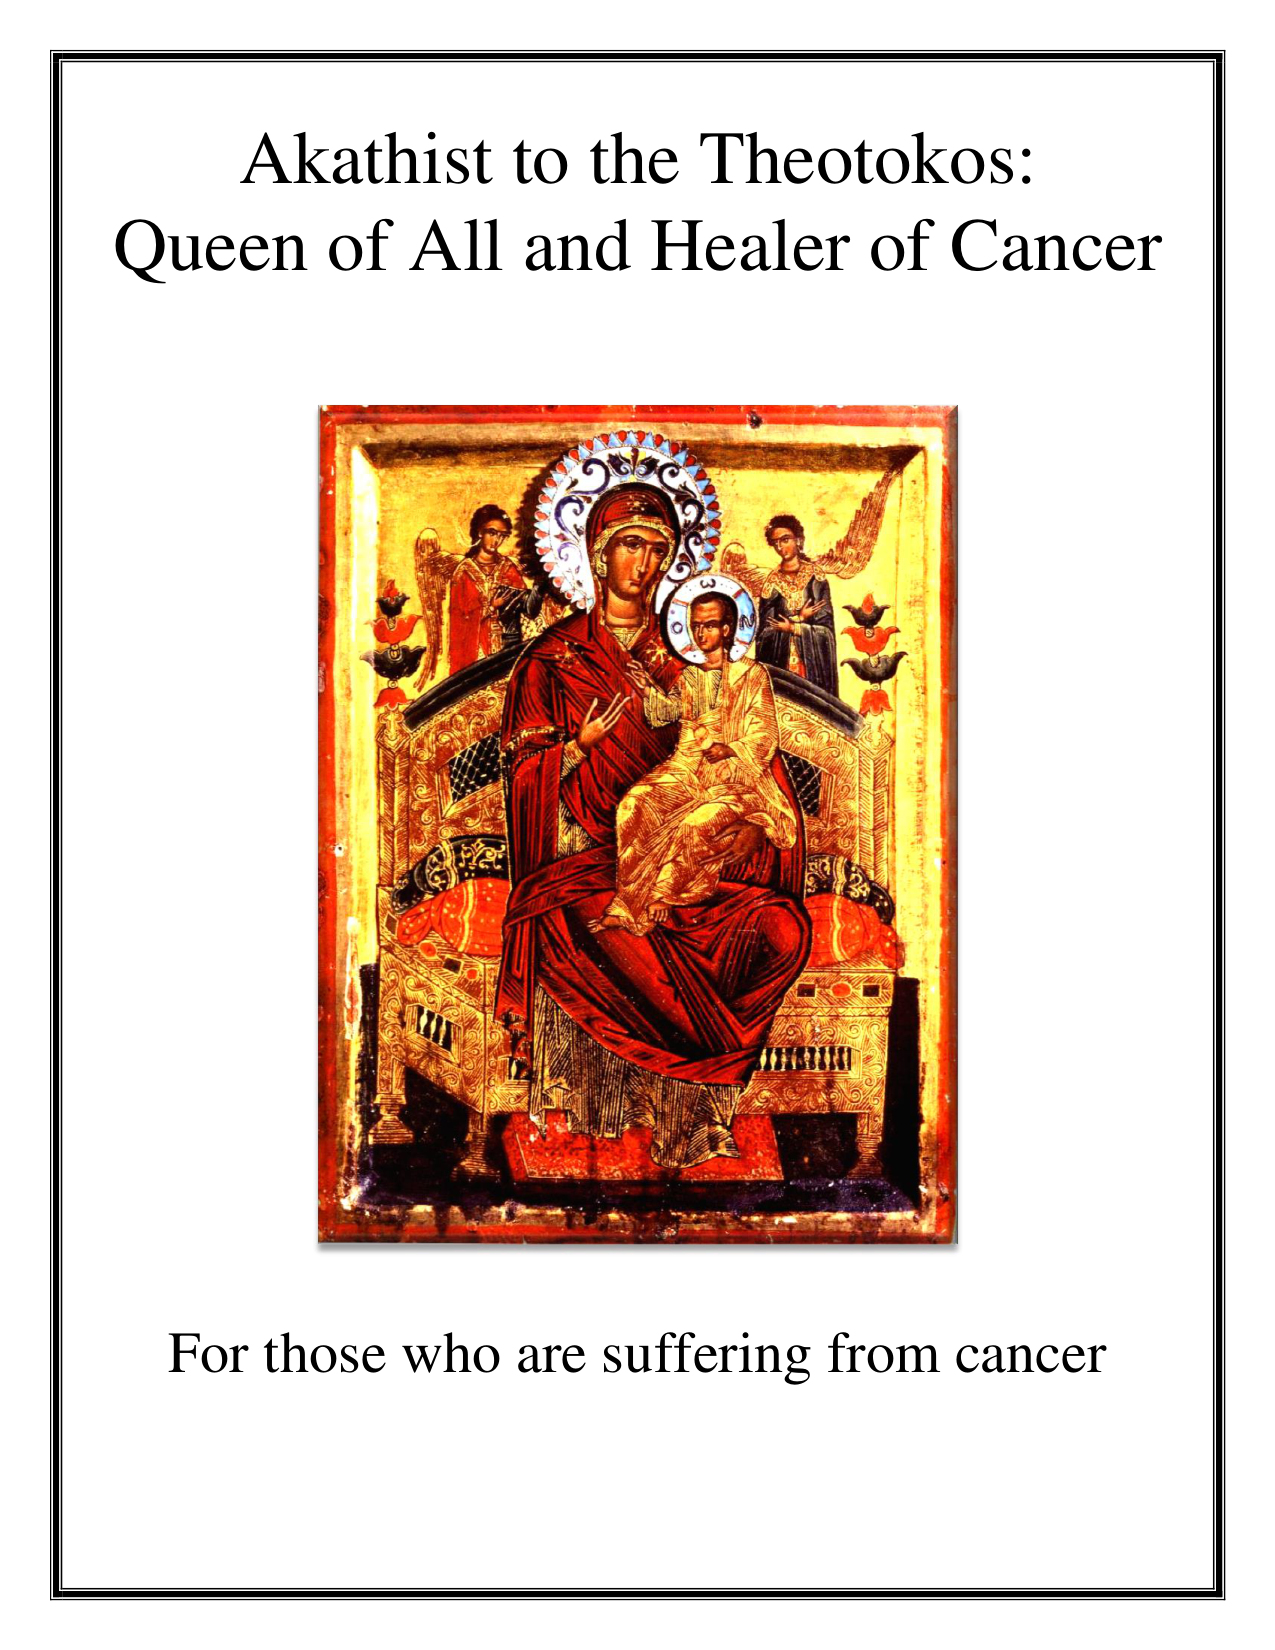 Akathist to the Theotokos:
Queen of All and Healer of Cancer
Ο Ω Ν
For those who are suffering from cancer